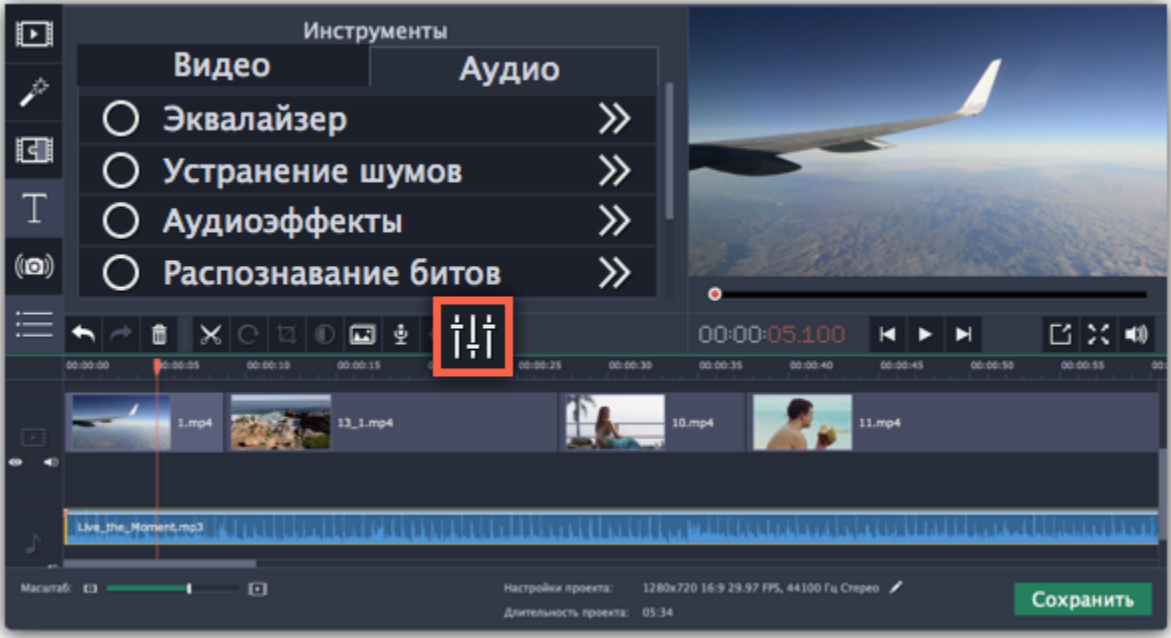 Инструменты
Видео Аудио
Эквалайзер
Устранение шумов
Аудиоэффекты
Распознавание битов
T
00:00:05.100
00:00:00 00:00:05 00:00:10 00:00:15 00:00:25 00:00:30 00:00:35 00:00:40 00:00:45 00:00:50 00:00:55 00:
1.mp4 13_1.mp4 10.mp4 11.mp4
Live_the_Moment.mp3
Масштаб: Настройки проекта: 1280x720 16:9 29.97 FPS, 44100 Гц Стерео
Длительность проекта: 05:34
Сохранить